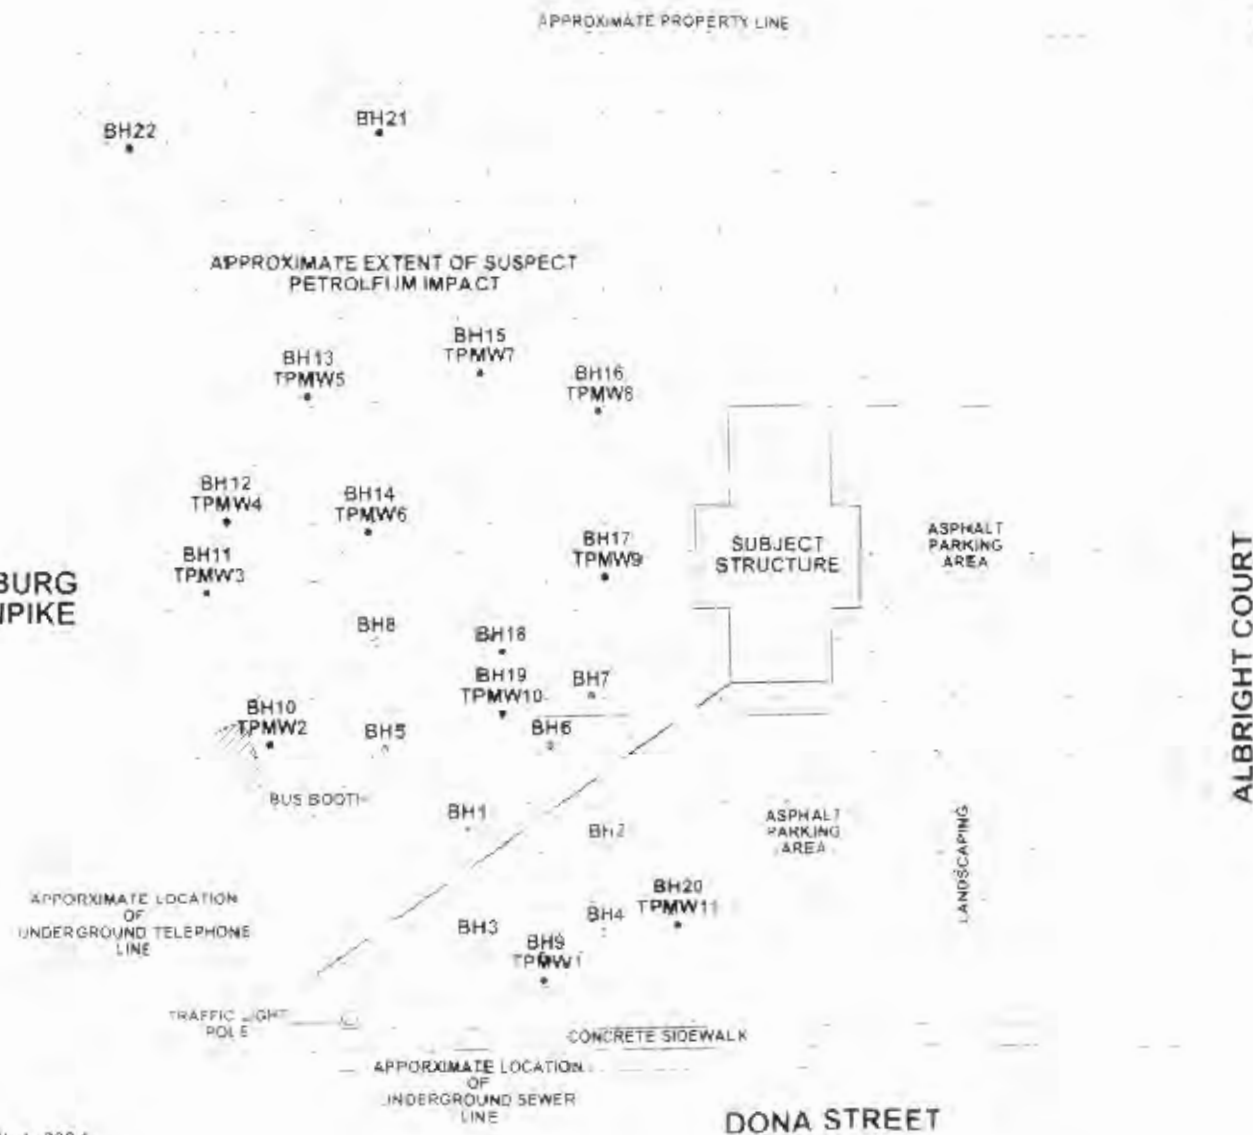 APPROXIMATE PROPERTY LINE
BH22
BH21
APPROXIMATE EXTENT OF SUSPECT
PETROLEUM IMPACT
BH13
TPMW5
BH15
TPMW7
BH16
TPMW8
BH12
TPMW4
BH14
TPMW6
BH11
TPMW3
BH17
TPMW9
SUBJECT
STRUCTURE
ASPHALT
PARKING
AREA
BURG
NPIKE
ALBRIGHT COURT
BH8
BH18
BH19
TPMW10
BH7
BH10
TPMW2
BH5
BH6
BUS BOOTH
BH1
BH2
ASPHALT
PARKING
AREA
LANDSCAPING
APPORXIMATE LOCATION
OF
UNDERGROUND TELEPHONE
LINE
BH20
TPMW11
BH3
BH4
BH9
TPMW1
TRAFFIC LIGHT
POLE
CONCRETE SIDEWALK
APPORXIMATE LOCATION
OF
UNDERGROUND SEWER
LINE
DONA STREET